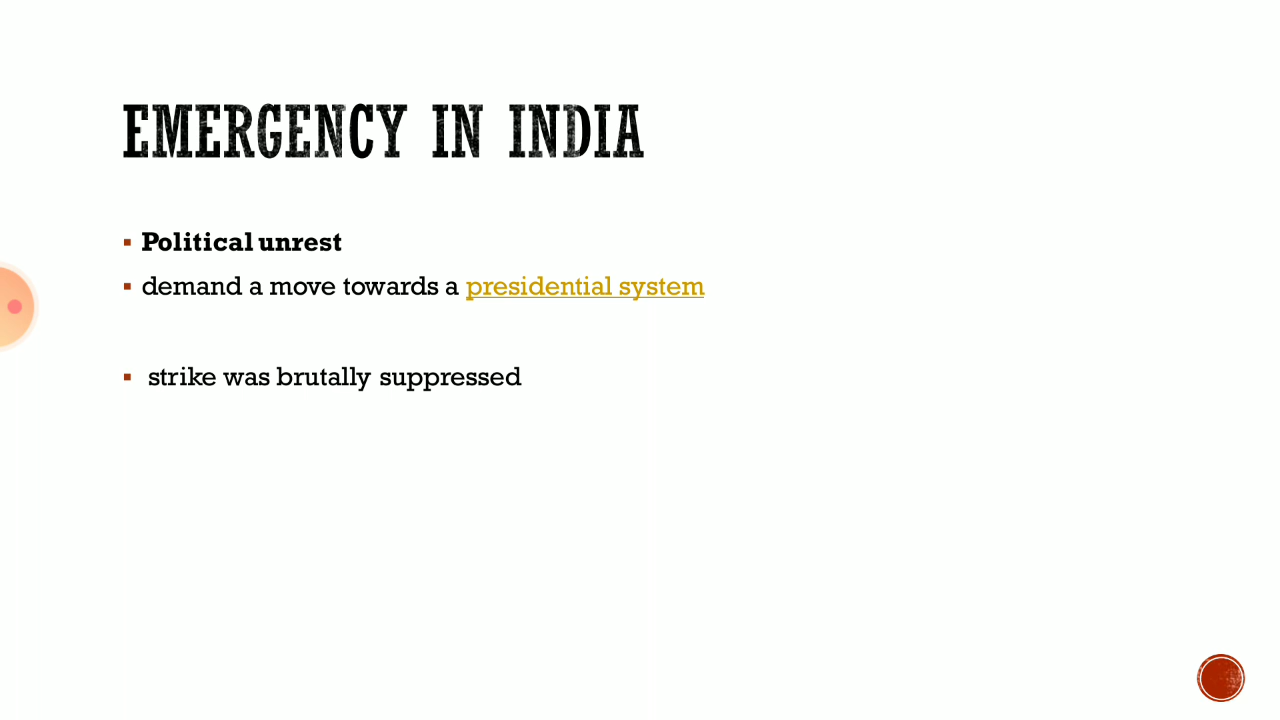 EMERGENCY IN INDIA
Political unrest
demand a move towards a presidential system
strike was brutally suppressed